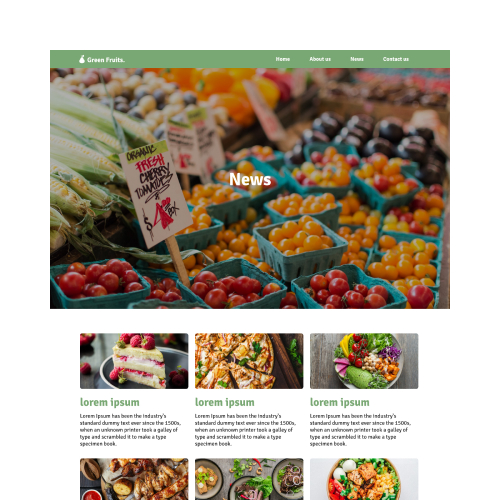 Green Fruits.
Home About us News Contact us
ORGANIC
FRESH
CHERRY
TOMATOES
$
BOX
News
lorem ipsum lorem ipsum lorem ipsum
Lorem Ipsum has been the industry's
standard dummy text ever since the 1500s,
when an unknown printer took a galley of
type and scrambled it to make a type
specimen book.
Lorem Ipsum has been the industry's
standard dummy text ever since the 1500s,
when an unknown printer took a galley of
type and scrambled it to make a type
specimen book.
Lorem Ipsum has been the industry's
standard dummy text ever since the 1500s,
when an unknown printer took a galley of
type and scrambled it to make a type
specimen book.